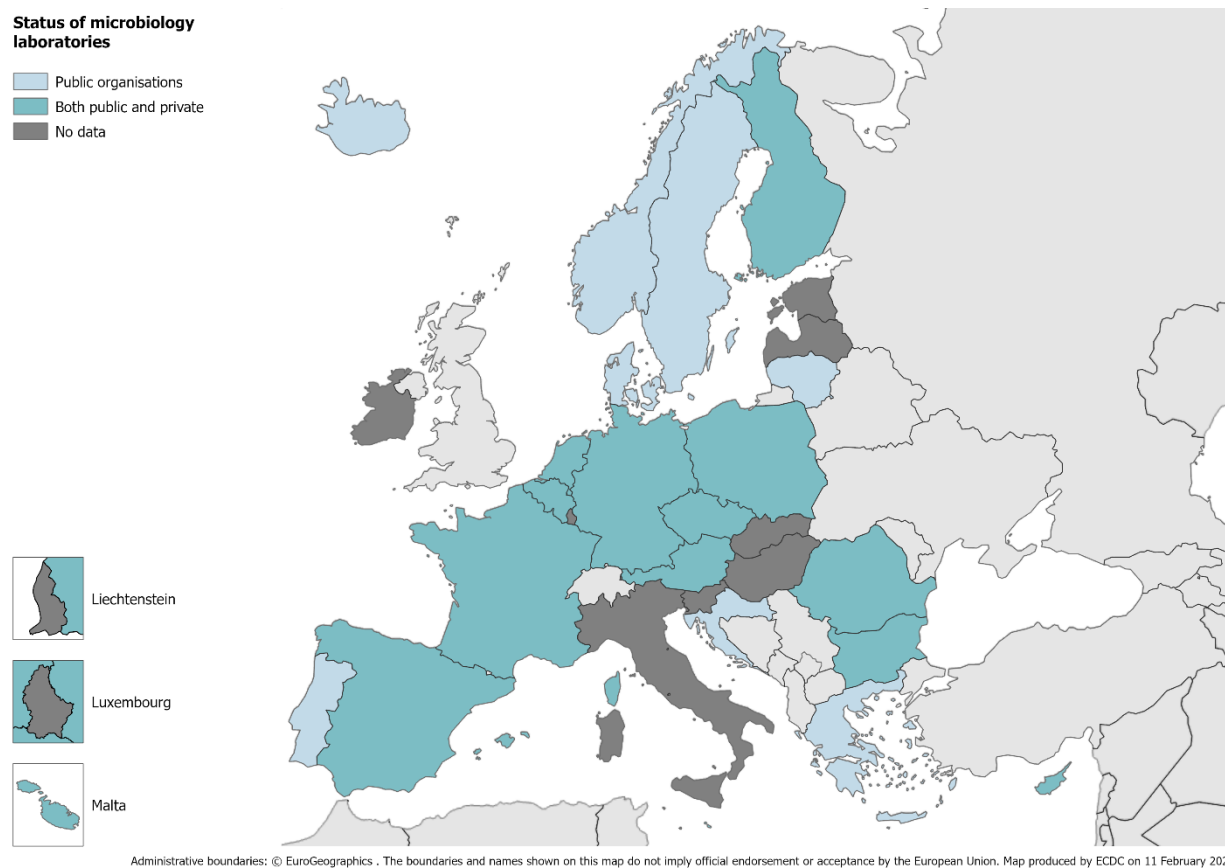 Status of microbiology
laboratories
Public organisations
Both public and private
No data
Liechtenstein
Luxembourg
Malta
Administrative boundaries: © EuroGeographics . The boundaries and names shown on this map do not imply official endorsement or acceptance by the European Union. Map produced by ECDC on 11 February